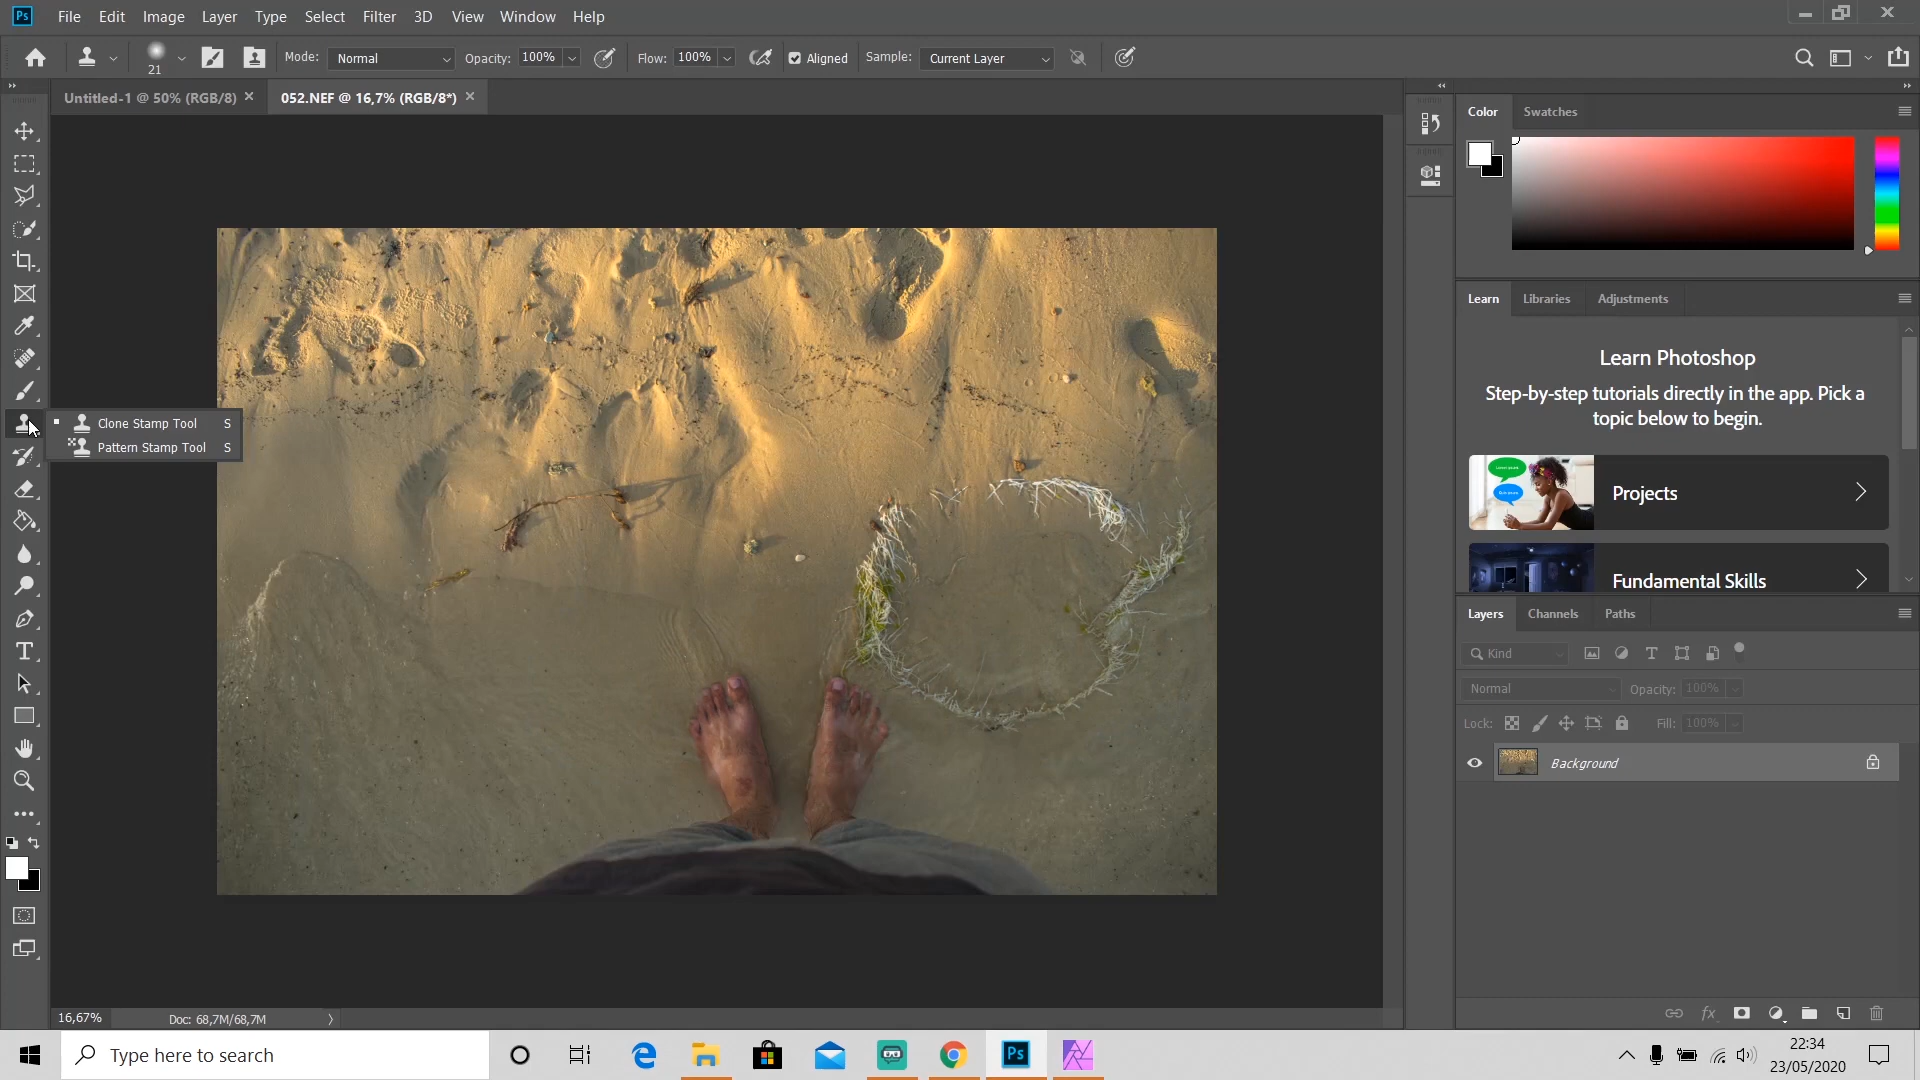 Ps File Edit Image Layer Type Select Filter 3D View Window Help
21 Mode: Normal Opacity: 100% Flow: 100% Aligned Sample: Current Layer
Untitled-1 @ 50% (RGB/8) × 052.NEF @ 16,7% (RGB/8*) ×
Color Swatches
Learn Libraries Adjustments
Learn Photoshop
Step-by-step tutorials directly in the app. Pick a
topic below to begin.
Clone Stamp Tool S
Pattern Stamp Tool S
Projects
Fundamental Skills
Layers Channels Paths
Kind
Normal Opacity: 100%
Lock: Fill: 100%
Background
16,67% Doc: 68,7M/68,7M
Type here to search
Ps
22:34
23/05/2020